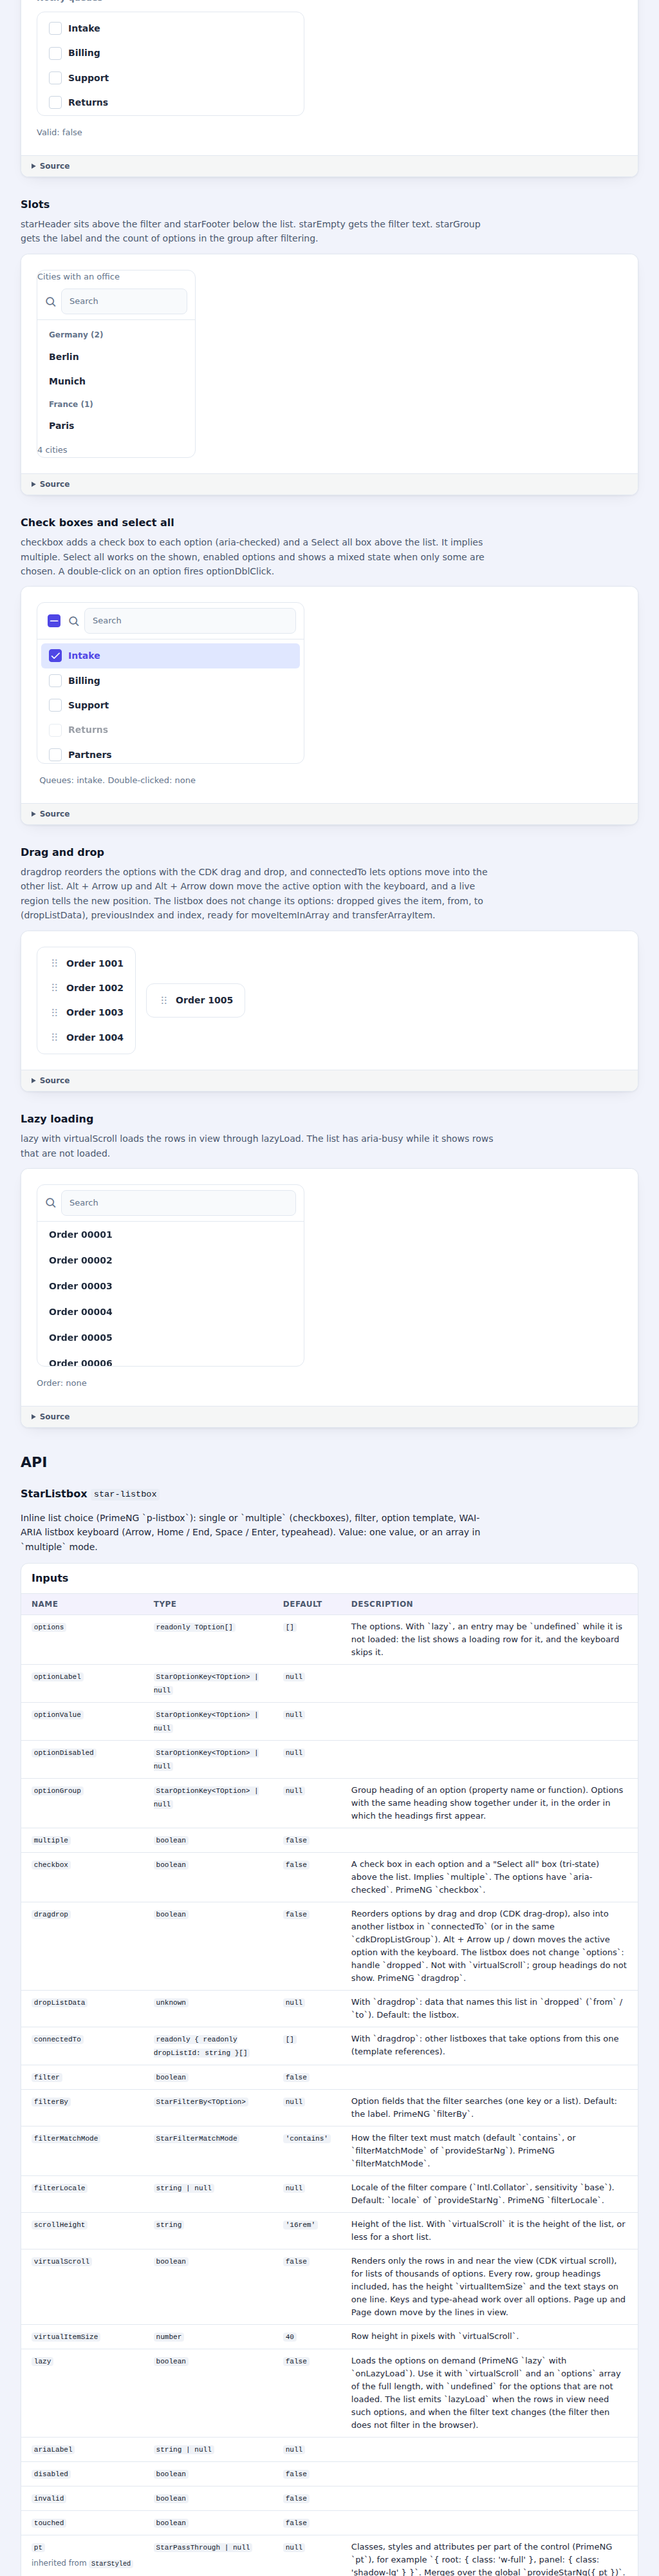 Intake
Billing
Support
Returns
Valid: false
Source
Slots
starHeader sits above the filter and starFooter below the list. starEmpty gets the filter text. starGroup
gets the label and the count of options in the group after filtering.
Cities with an office
Search
Germany (2)
Berlin
Munich
France (1)
Paris
4 cities
Source
Check boxes and select all
checkbox adds a check box to each option (aria-checked) and a Select all box above the list. It implies
multiple. Select all works on the shown, enabled options and shows a mixed state when only some are
chosen. A double-click on an option fires optionDblClick.
Search
Intake
Billing
Support
Returns
Partners
Queues: intake. Double-clicked: none
Source
Drag and drop
dragdrop reorders the options with the CDK drag and drop, and connectedTo lets options move into the
other list. Alt + Arrow up and Alt + Arrow down move the active option with the keyboard, and a live
region tells the new position. The listbox does not change its options: dropped gives the item, from, to
(dropListData), previousIndex and index, ready for moveItemInArray and transferArrayItem.
Order 1001
Order 1002
Order 1003
Order 1004
Order 1005
Source
Lazy loading
lazy with virtualScroll loads the rows in view through lazyLoad. The list has aria-busy while it shows rows
that are not loaded.
Search
Order 00001
Order 00002
Order 00003
Order 00004
Order 00005
Order 00006
Order: none
Source
API
StarListbox star-listbox
Inline list choice (PrimeNG `p-listbox`): single or `multiple` (checkboxes), filter, option template, WAI-
ARIA listbox keyboard (Arrow, Home / End, Space / Enter, typeahead). Value: one value, or an array in
`multiple` mode.
Inputs
NAME TYPE DEFAULT DESCRIPTION
options readonly TOption[] [] The options. With `lazy`, an entry may be `undefined` while it is
not loaded: the list shows a loading row for it, and the keyboard
skips it.
optionLabel StarOptionKey<TOption> | null
null
optionValue StarOptionKey<TOption> | null
null
optionDisabled StarOptionKey<TOption> | null
null
optionGroup StarOptionKey<TOption> | null Group heading of an option (property name or function). Options
null with the same heading show together under it, in the order in
which the headings first appear.
multiple boolean false
checkbox boolean false A check box in each option and a "Select all" box (tri-state)
above the list. Implies `multiple`. The options have `aria-
checked`. PrimeNG `checkbox`.
dragdrop boolean false Reorders options by drag and drop (CDK drag-drop), also into
another listbox in `connectedTo` (or in the same
`cdkDropListGroup`). Alt + Arrow up / down moves the active
option with the keyboard. The listbox does not change `options`:
handle `dropped`. Not with `virtualScroll`; group headings do not
show. PrimeNG `dragdrop`.
dropListData unknown null With `dragdrop`: data that names this list in `dropped` (`from` /
`to`). Default: the listbox.
connectedTo readonly { readonly [] With `dragdrop`: other listboxes that take options from this one
dropListId: string }[] (template references).
filter boolean false
filterBy StarFilterBy<TOption> null Option fields that the filter searches (one key or a list). Default:
the label. PrimeNG `filterBy`.
filterMatchMode StarFilterMatchMode 'contains' How the filter text must match (default `contains`, or
`filterMatchMode` of `provideStarNg`). PrimeNG
`filterMatchMode`.
filterLocale string | null null Locale of the filter compare (`Intl.Collator`, sensitivity `base`).
Default: `locale` of `provideStarNg`. PrimeNG `filterLocale`.
scrollHeight string '16rem' Height of the list. With `virtualScroll` it is the height of the list, or
less for a short list.
virtualScroll boolean false Renders only the rows in and near the view (CDK virtual scroll),
for lists of thousands of options. Every row, group headings
included, has the height `virtualItemSize` and the text stays on
one line. Keys and type-ahead work over all options. Page up and
Page down move by the lines in view.
virtualItemSize number 40 Row height in pixels with `virtualScroll`.
lazy boolean false Loads the options on demand (PrimeNG `lazy` with
`onLazyLoad`). Use it with `virtualScroll` and an `options` array
of the full length, with `undefined` for the options that are not
loaded. The list emits `lazyLoad` when the rows in view need
such options, and when the filter text changes (the filter then
does not filter in the browser).
ariaLabel string | null null
disabled boolean false
invalid boolean false
touched boolean false
pt StarPassThrough | null null Classes, styles and attributes per part of the control (PrimeNG
inherited from StarStyled `pt`), for example `{ root: { class: 'w-full' }, panel: { class:
'shadow-lg' } }`. Merges over the global `provideStarNg({ pt })`.